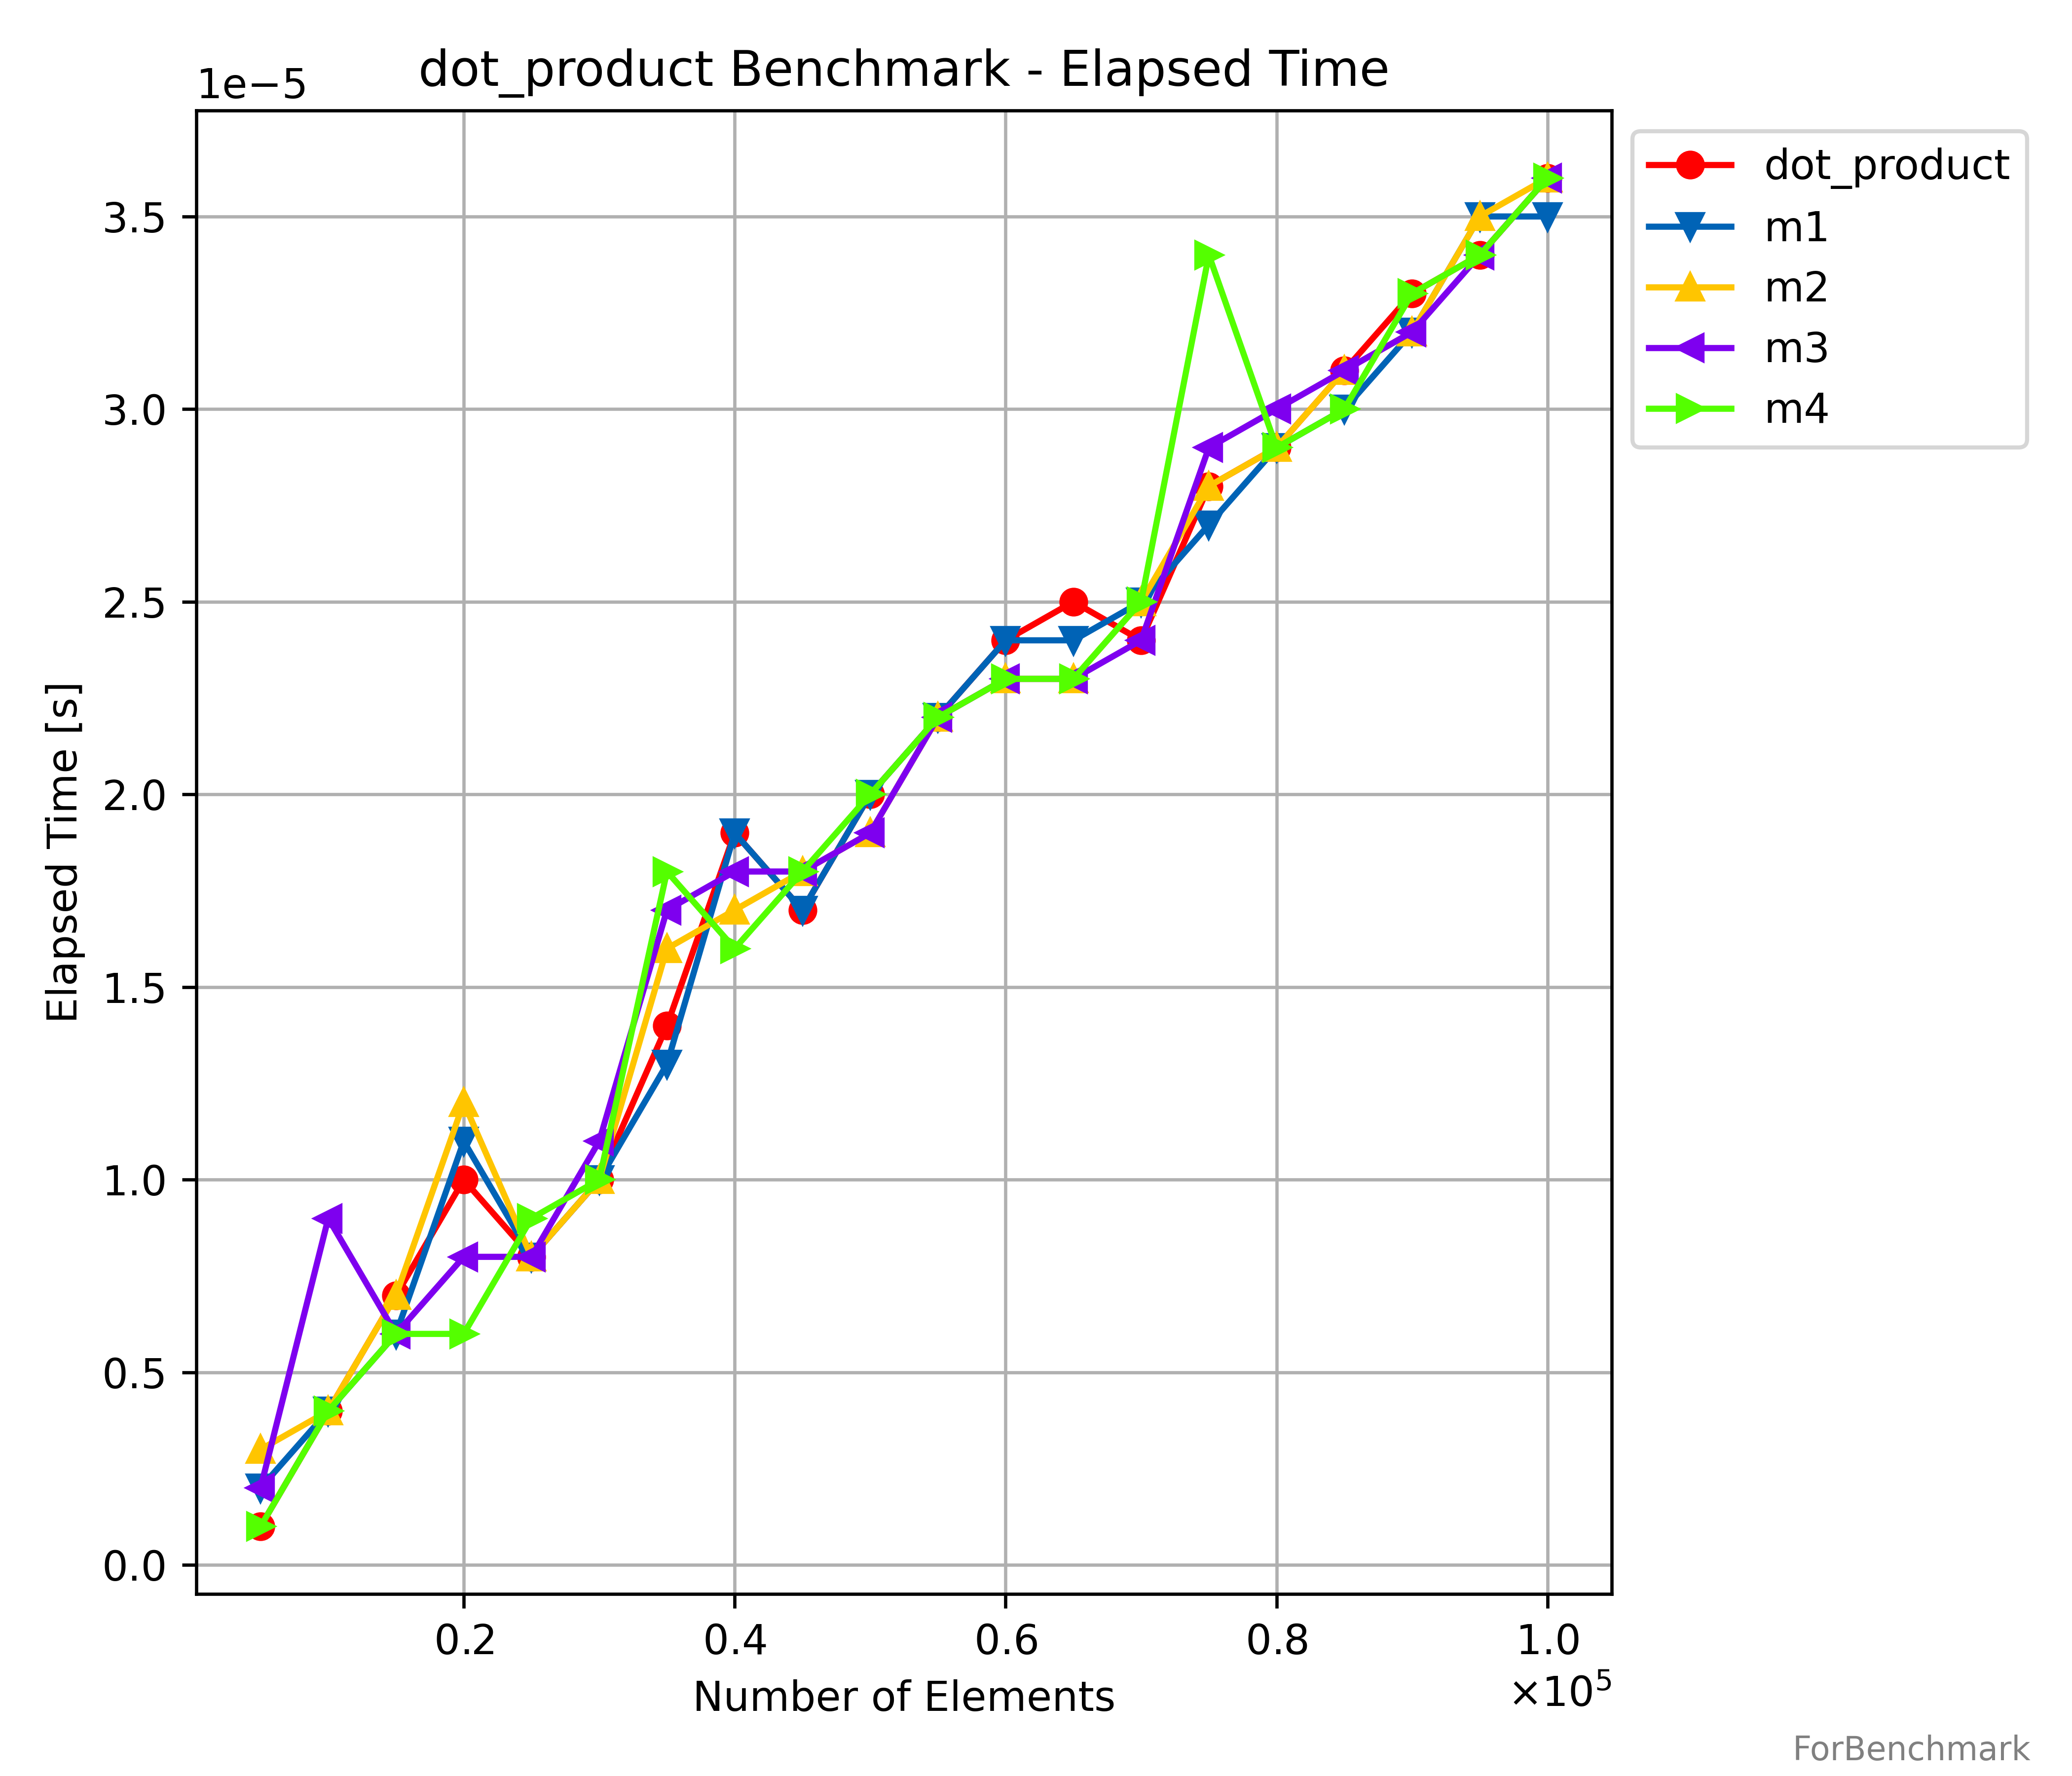 dot_product Benchmark - Elapsed Time
1e−5
3.5
3.0
2.5
2.0
1.5
1.0
0.5
0.0
Elapsed Time [s]
0.2 0.4 0.6 0.8 1.0
×10⁵
Number of Elements
dot_product
m1
m2
m3
m4
ForBenchmark